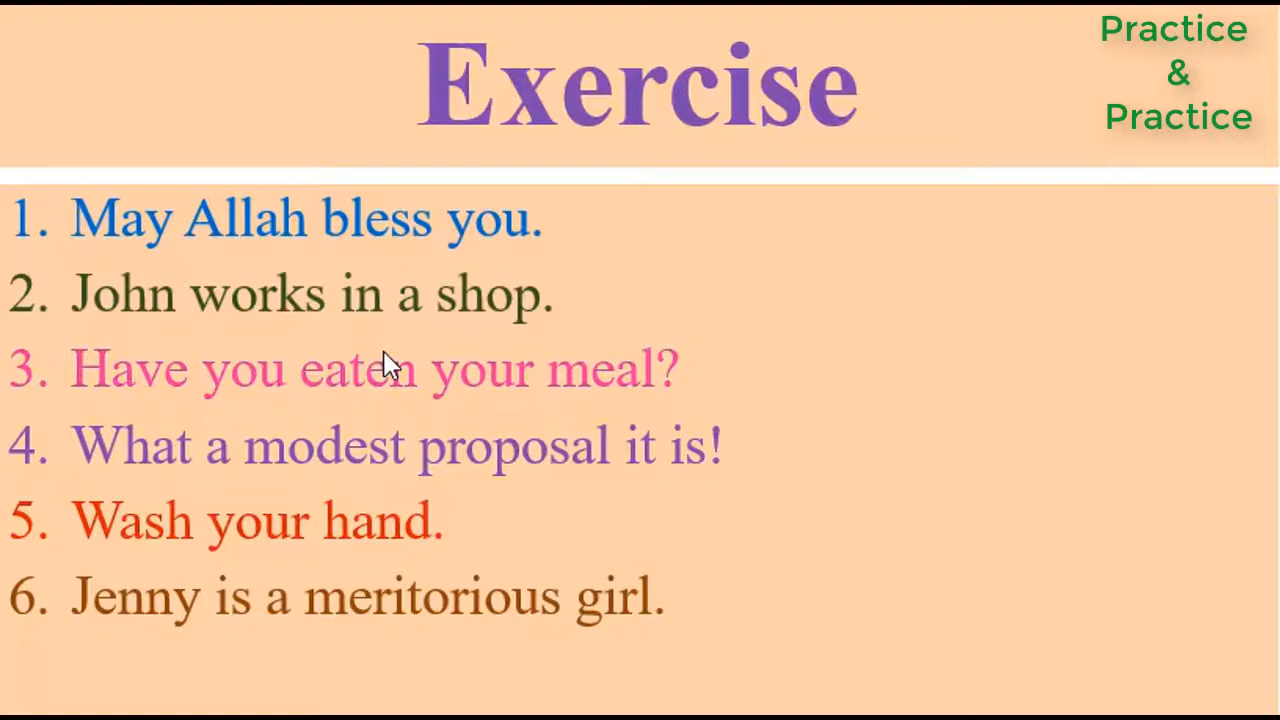 Exercise
Practice
&
Practice
1. May Allah bless you.
2. John works in a shop.
3. Have you eaten your meal?
4. What a modest proposal it is!
5. Wash your hand.
6. Jenny is a meritorious girl.